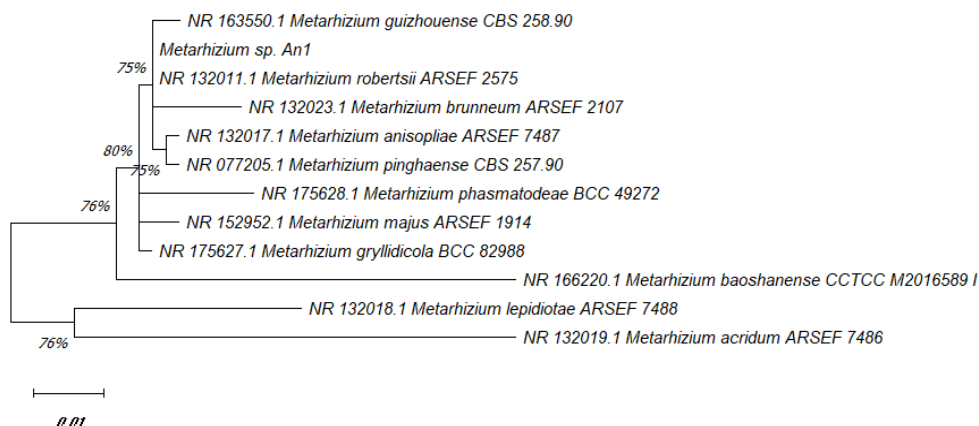 NR 163550.1 Metarhizium guizhouense CBS 258.90
Metarhizium sp. An1
75%
NR 132011.1 Metarhizium robertsii ARSEF 2575
NR 132023.1 Metarhizium brunneum ARSEF 2107
NR 132017.1 Metarhizium anisopliae ARSEF 7487
80%
NR 077205.1 Metarhizium pinghaense CBS 257.90
75%
NR 175628.1 Metarhizium phasmatodeae BCC 49272
76%
NR 152952.1 Metarhizium majus ARSEF 1914
NR 175627.1 Metarhizium gryllidicola BCC 82988
NR 166220.1 Metarhizium baoshanense CCTCC M2016589 I
NR 132018.1 Metarhizium lepidiotae ARSEF 7488
NR 132019.1 Metarhizium acridum ARSEF 7486
76%
0.01